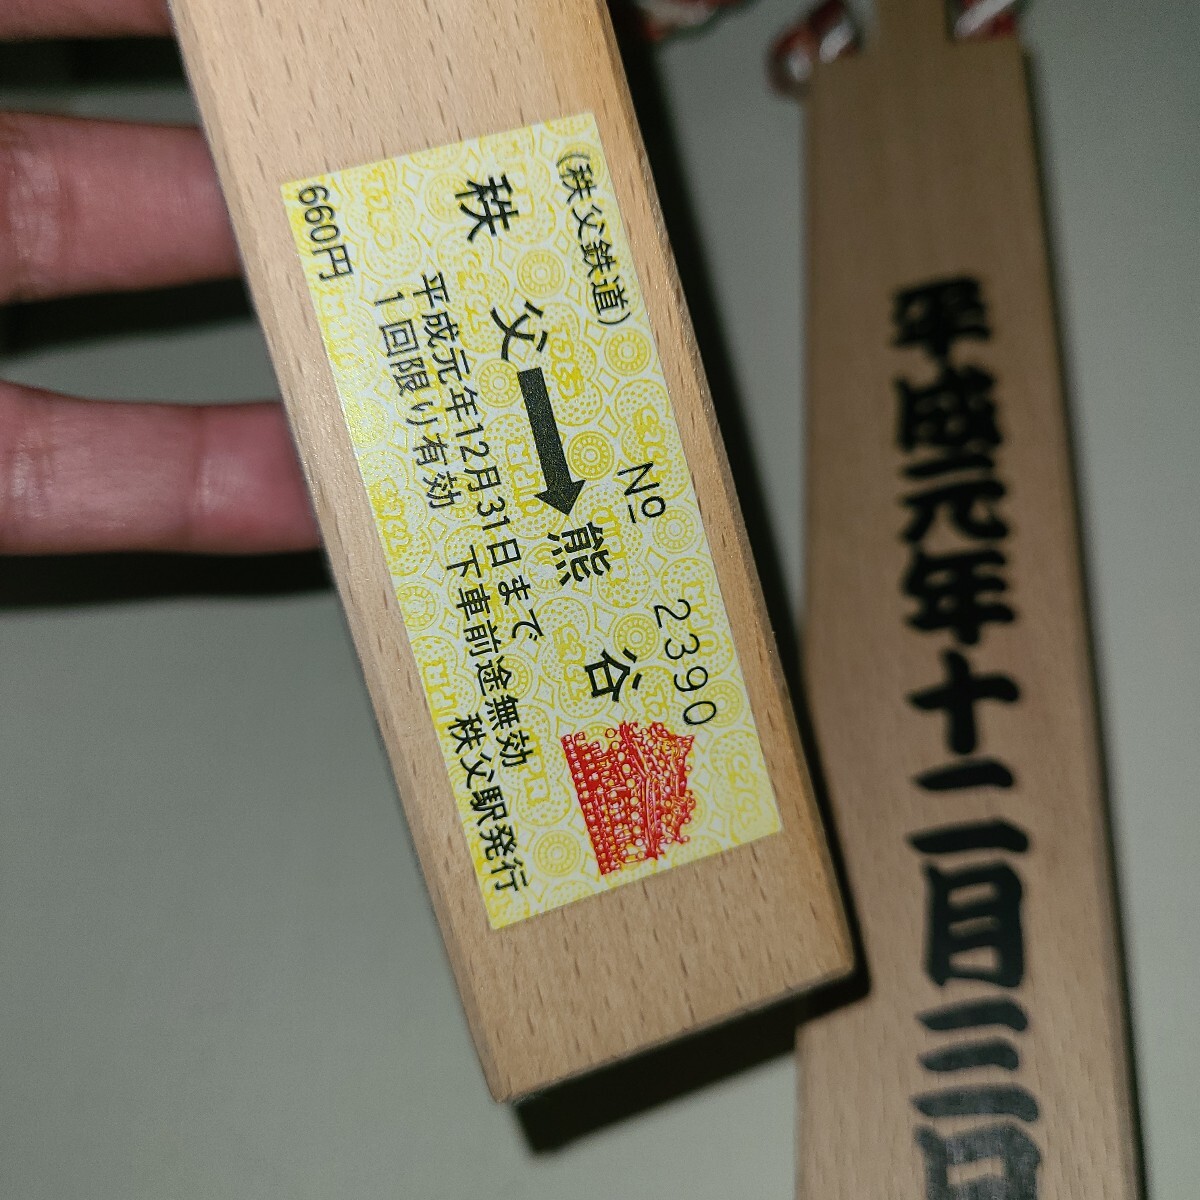 (秩父鉄道)
No 2390
秩父➡熊谷
平成元年12月31日まで
1回限り有効 下車前途無効
660円 秩父駅発行
平成元年十二月三日